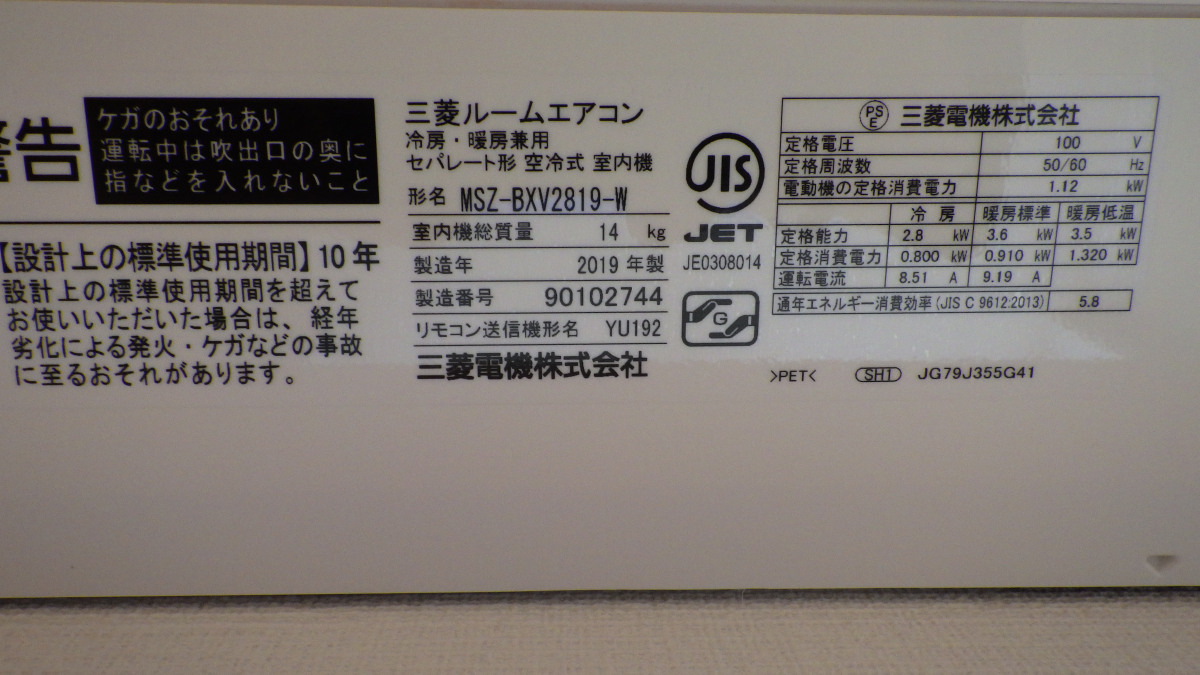 警告
ケガのおそれあり
運転中は吹出口の奥に
指などを入れないこと
【設計上の標準使用期間】10年
設計上の標準使用期間を超えて
お使いいただいた場合は、経年
劣化による発火・ケガなどの事故
に至るおそれがあります。
三菱ルームエアコン
冷房・暖房兼用
セパレート形 空冷式 室内機
形名 MSZ-BXV2819-W
室内機総質量 14 kg
製造年 2019 年製
製造番号 90102744
リモコン送信機形名 YU192
三菱電機株式会社
JIS
JET
JE0308014
G
PS E 三菱電機株式会社
定格電圧 100 V
定格周波数 50/60 Hz
電動機の定格消費電力 1.12 kW
冷房 暖房標準 暖房低温
定格能力 2.8 kW 3.6 kW 3.5 kW
定格消費電力 0.800 kW 0.910 kW 1.320 kW
運転電流 8.51 A 9.19 A
通年エネルギー消費効率(JIS C 9612:2013) 5.8
>PET< SH1 JG79J355G41